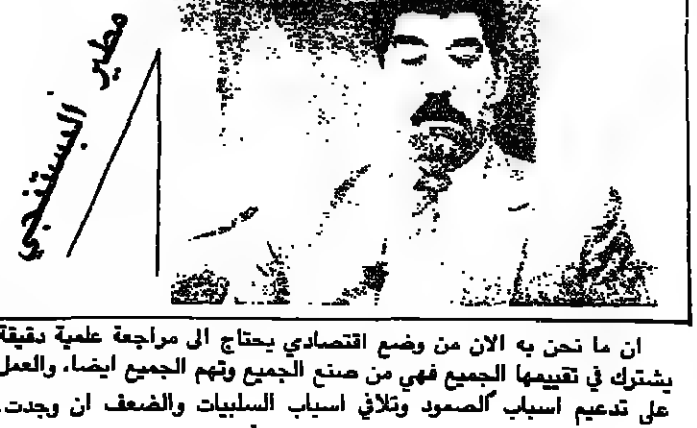 مطير البستنجي
ان ما نحن به الان من وضع اقتصادي يحتاج الى مراجعة علمية دقيقة
يشترك في تقييمها الجميع فهي من صنع الجميع وتهم الجميع ايضا، والعمل
على تدعيم اسباب الصمود وتلافي اسباب السلبيات والضعف ان وجدت.